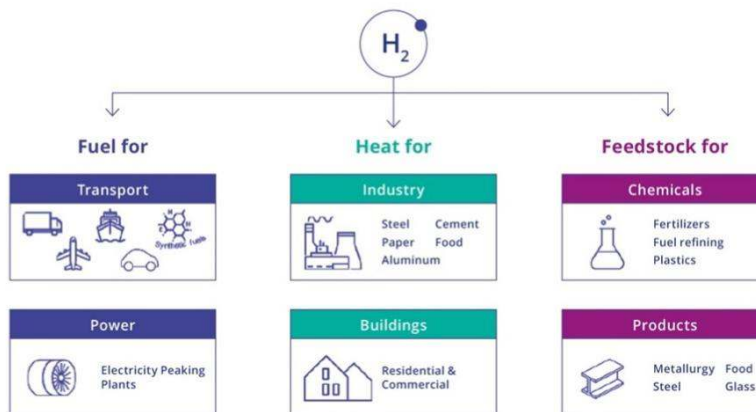 H2
Fuel for
Heat for
Feedstock for
Transport
Industry
Chemicals
H
C
H
Synthetic fuels
Steel Cement
Paper Food
Aluminum
Fertilizers
Fuel refining
Plastics
Power
Buildings
Products
Electricity Peaking
Plants
Residential &
Commercial
Metallurgy Food
Steel Glass